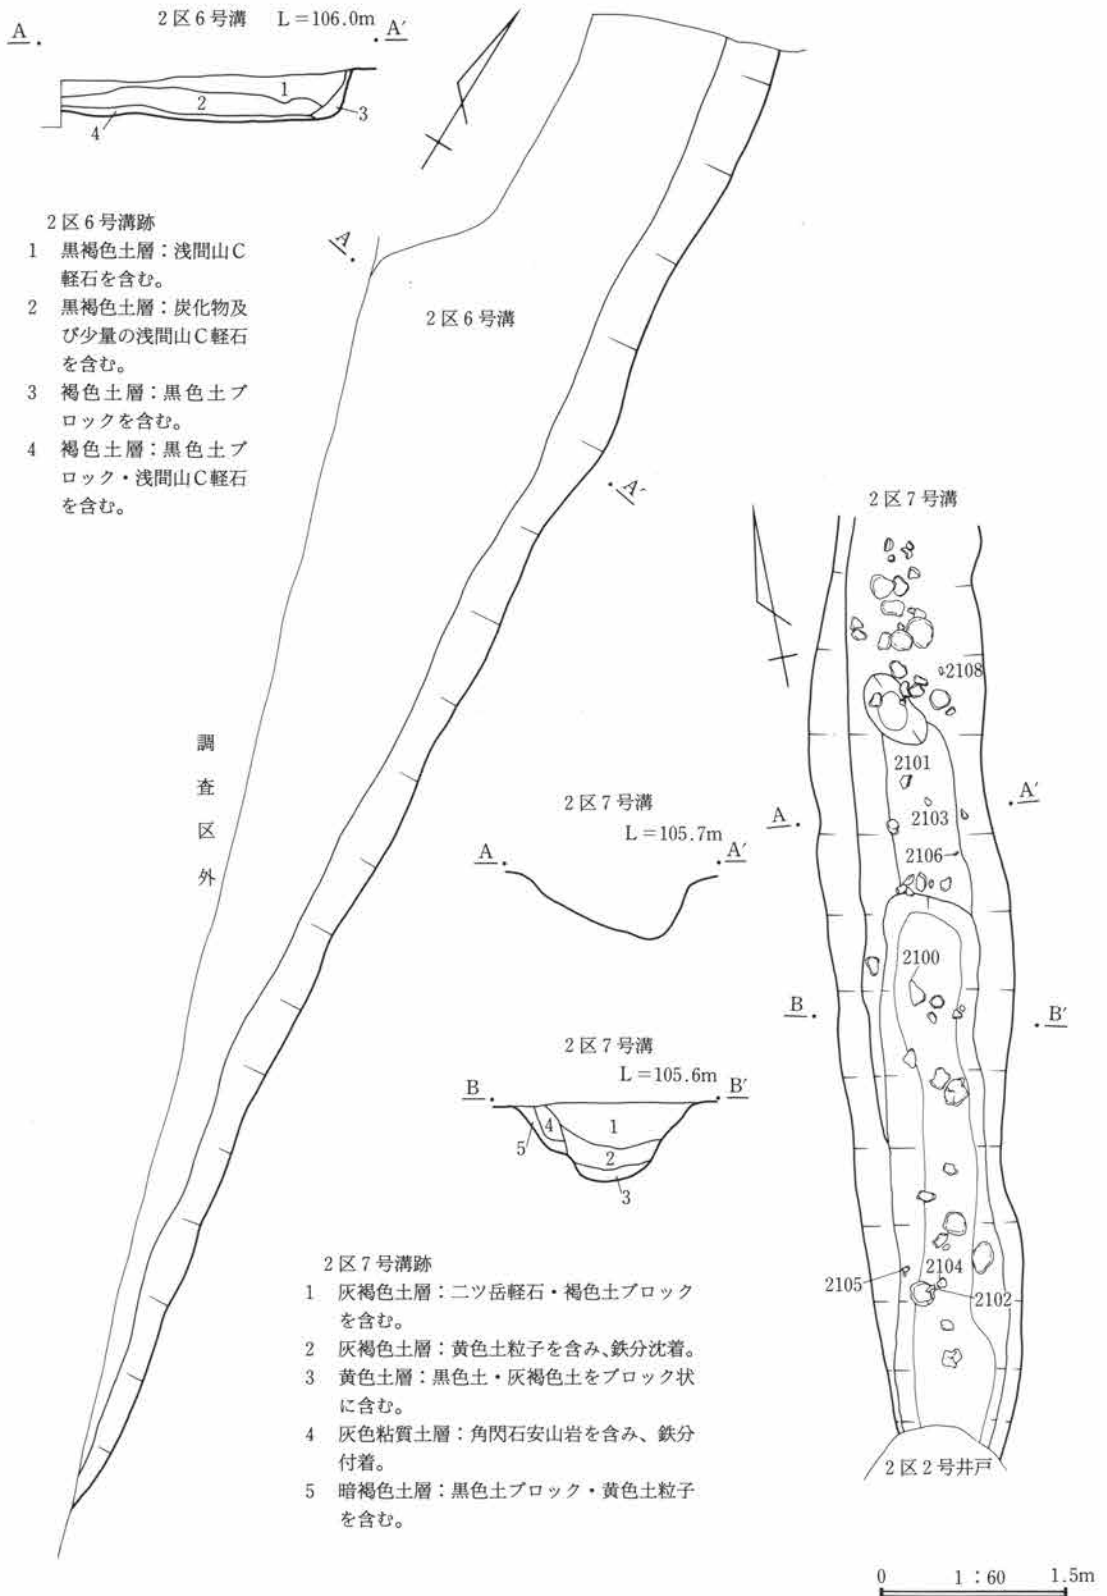 2区6号溝 L=106.0m
A A′
1
2
3
4
2区6号溝跡
1 黒褐色土層：浅間山C
軽石を含む。
2 黒褐色土層：炭化物及
び少量の浅間山C軽石
を含む。
3 褐色土層：黒色土ブ
ロックを含む。
4 褐色土層：黒色土ブ
ロック・浅間山C軽石
を含む。
A
2区6号溝
A′
調査区外
2区7号溝
2108
2101
A′
2103
A
2106
2100
B B′
2104
2105
2102
2区2号井戸
2区7号溝
L=105.7m
A A′
2区7号溝
L=105.6m
B B′
1
4
5
2
3
2区7号溝跡
1 灰褐色土層：二ツ岳軽石・褐色土ブロック
を含む。
2 灰褐色土層：黄色土粒子を含み、鉄分沈着。
3 黄色土層：黒色土・灰褐色土をブロック状
に含む。
4 灰色粘質土層：角閃石安山岩を含み、鉄分
付着。
5 暗褐色土層：黒色土ブロック・黄色土粒子
を含む。
0 1：60 1.5m